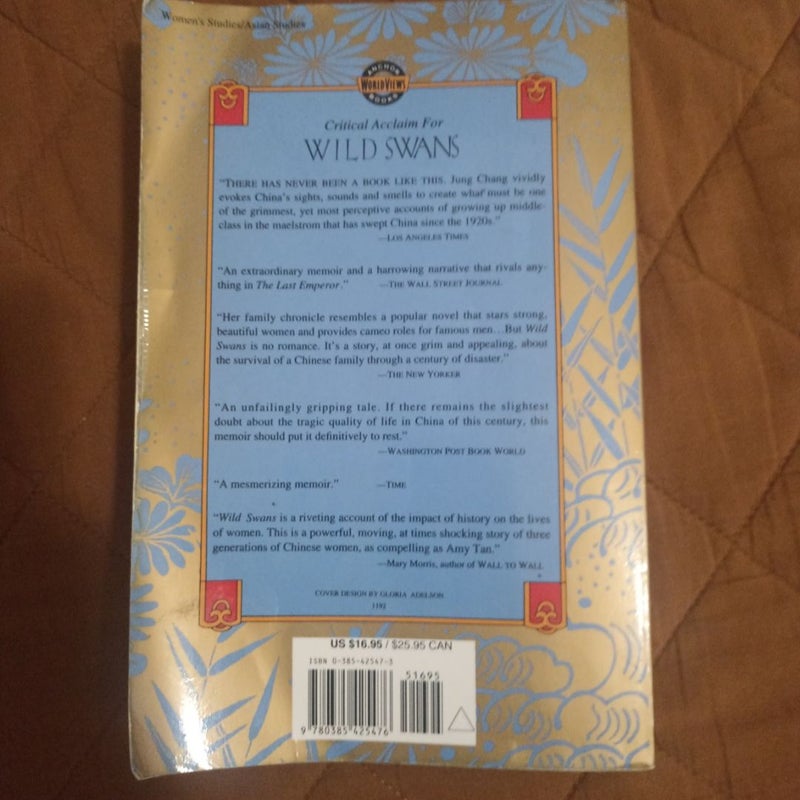 Women's Studies/Asian Studies
ANCHOR
WORLDVIEWS
BOOKS
Critical Acclaim For
WILD SWANS
"THERE HAS NEVER BEEN A BOOK LIKE THIS. Jung Chang vividly
evokes China's sights, sounds and smells to create what must be one
of the grimmest, yet most perceptive accounts of growing up middle-
class in the maelstrom that has swept China since the 1920s."
—LOS ANGELES TIMES
"An extraordinary memoir and a harrowing narrative that rivals any-
thing in The Last Emperor." —THE WALL STREET JOURNAL
"Her family chronicle resembles a popular novel that stars strong,
beautiful women and provides cameo roles for famous men...But Wild
Swans is no romance. It's a story, at once grim and appealing, about
the survival of a Chinese family through a century of disaster."
—THE NEW YORKER
"An unfailingly gripping tale. If there remains the slightest
doubt about the tragic quality of life in China of this century, this
memoir should put it definitively to rest."
—WASHINGTON POST BOOK WORLD
"A mesmerizing memoir." —TIME
"Wild Swans is a riveting account of the impact of history on the lives
of women. This is a powerful, moving, at times shocking story of three
generations of Chinese women, as compelling as Amy Tan."
—Mary Morris, author of WALL TO WALL
COVER DESIGN BY GLORIA ADELSON
1192
US $16.95 / $25.95 CAN
ISBN 0-385-42547-3
51695
9 780385 425476